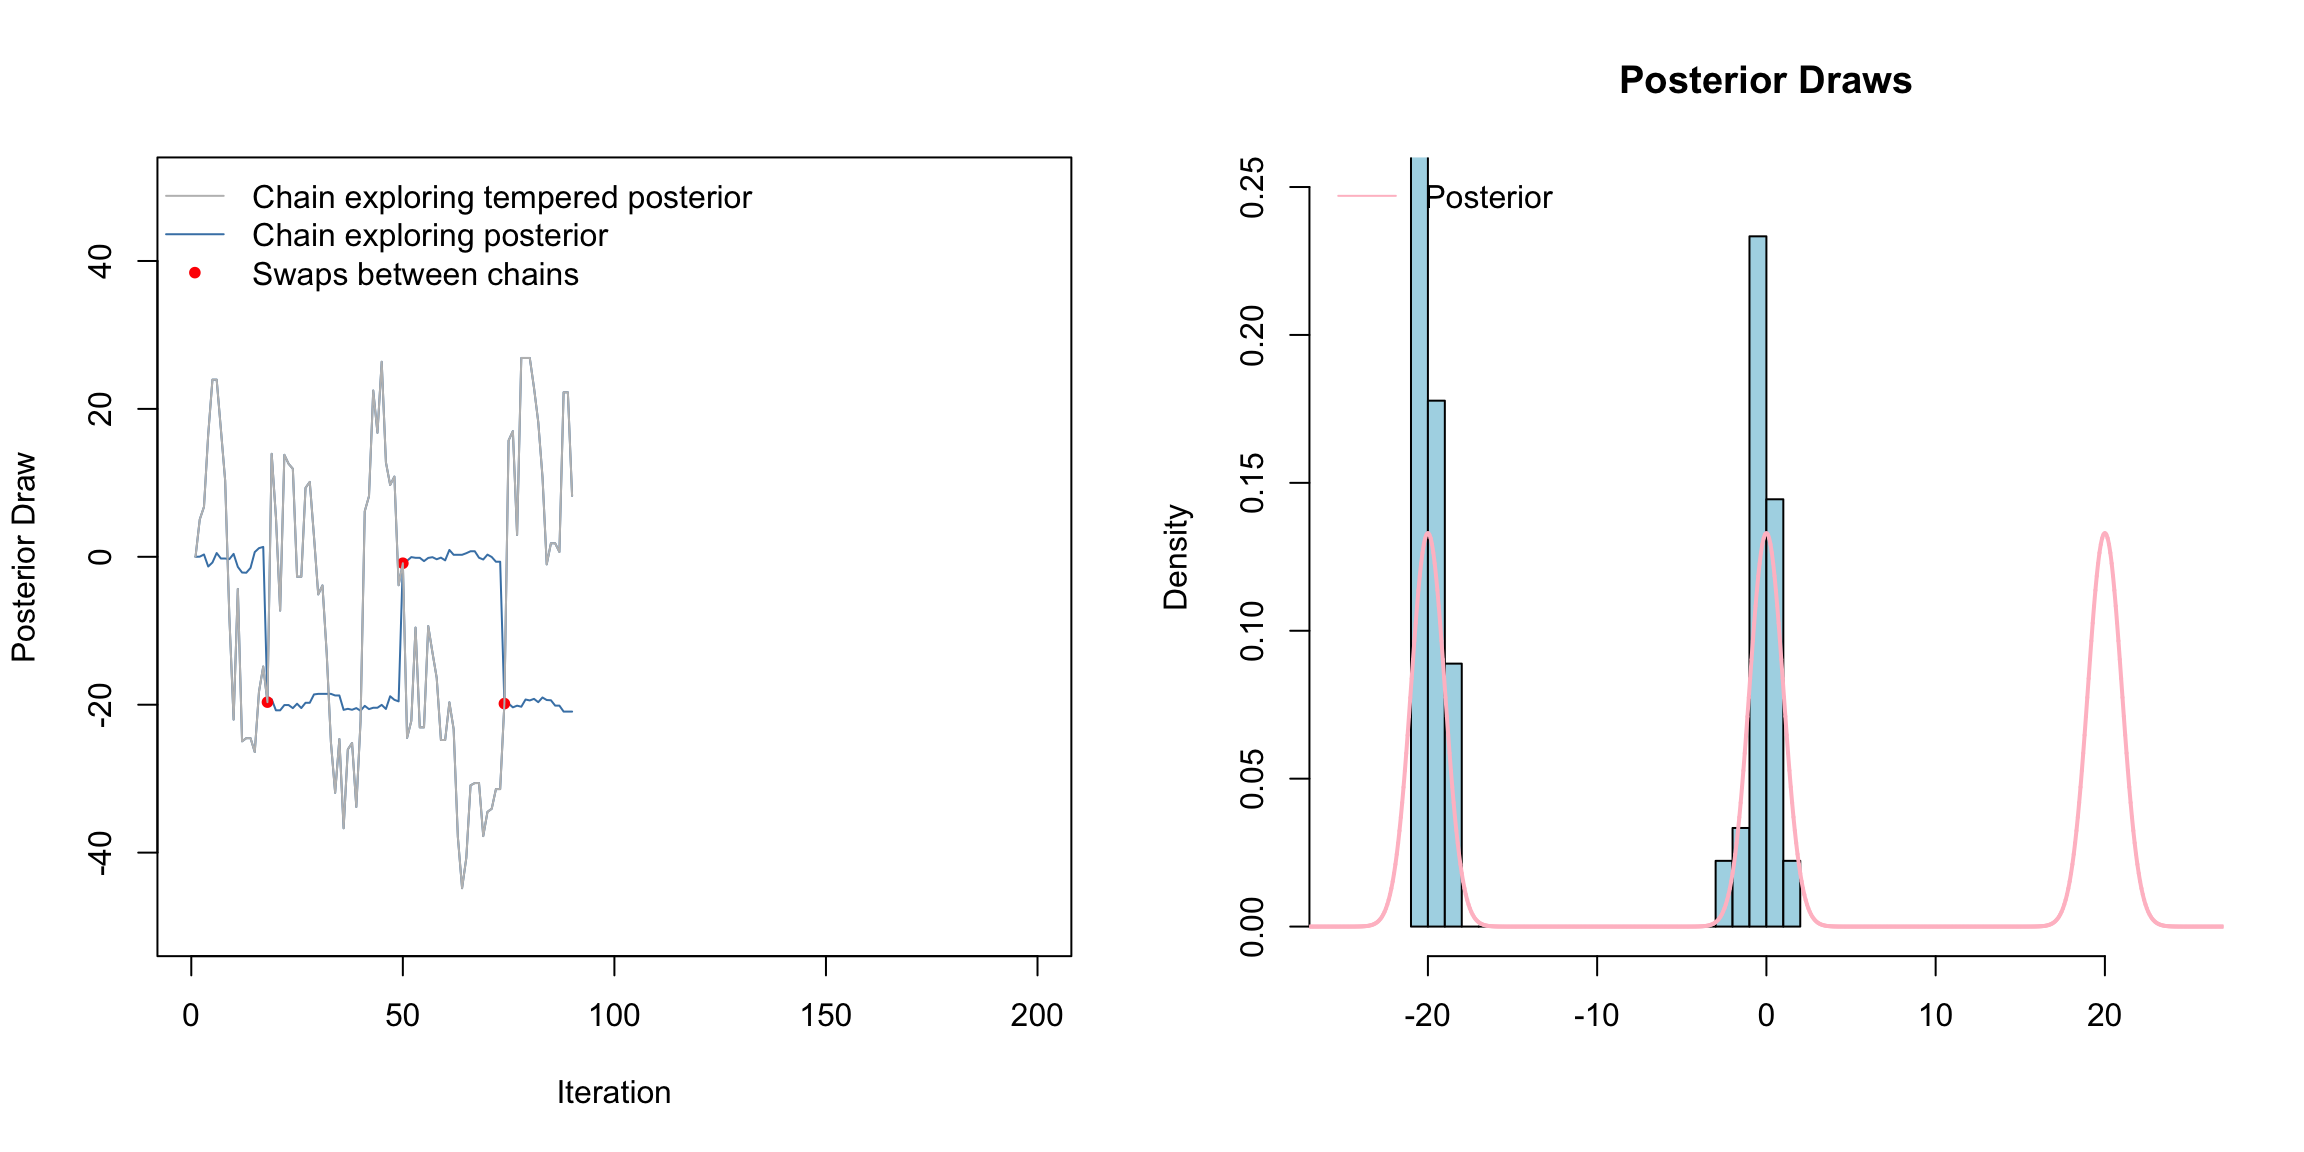 Chain exploring tempered posterior
Chain exploring posterior
Swaps between chains
Posterior Draw
40
20
0
-20
-40
0 50 100 150 200
Iteration
Posterior Draws
Posterior
Density
0.25
0.20
0.15
0.10
0.05
0.00
-20 -10 0 10 20